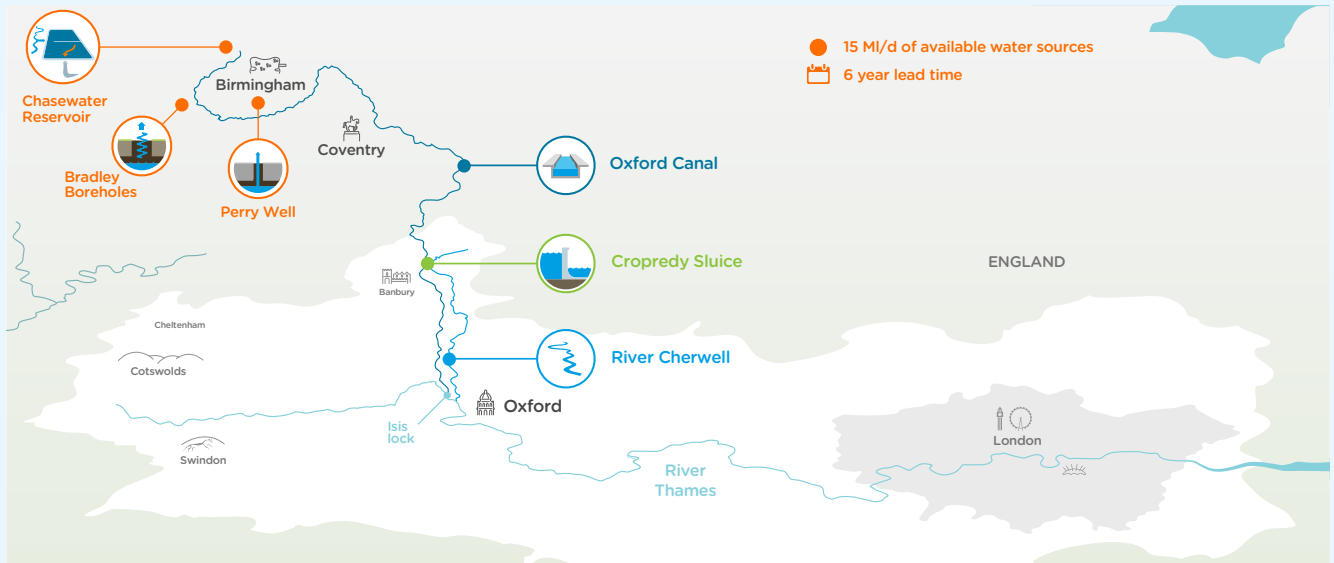 15 Ml/d of available water sources
6 year lead time
Chasewater
Reservoir
Birmingham
Bradley
Boreholes
Perry Well
Coventry
Oxford Canal
Cropredy Sluice
ENGLAND
Banbury
Cheltenham
Cotswolds
River Cherwell
Oxford
Isis
lock
Swindon
River
Thames
London